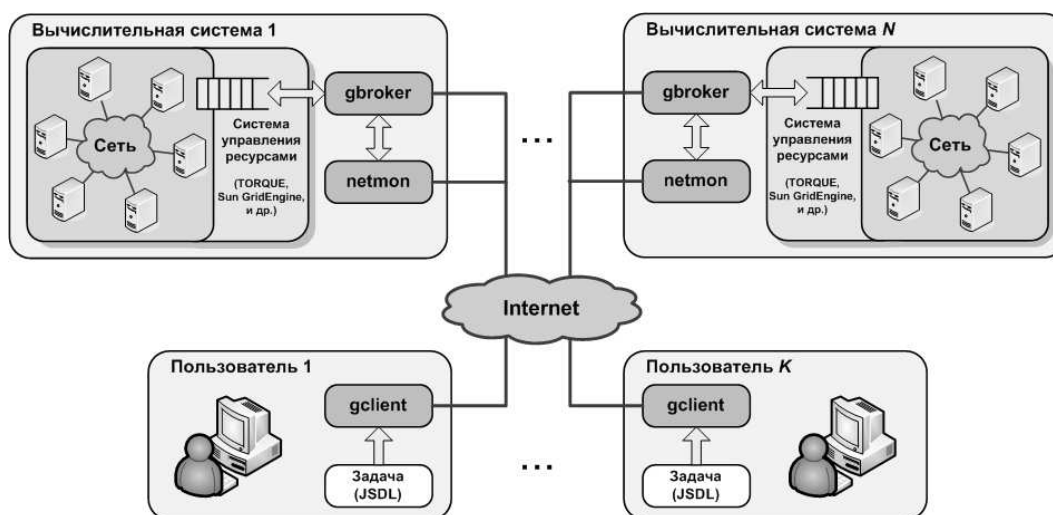 Вычислительная система 1
Сеть
Система
управления
ресурсами
(TORQUE,
Sun GridEngine,
и др.)
gbroker
netmon
...
Вычислительная система N
gbroker
netmon
Система
управления
ресурсами
(TORQUE,
Sun GridEngine,
и др.)
Сеть
Internet
Пользователь 1
gclient
Задача
(JSDL)
...
Пользователь K
gclient
Задача
(JSDL)